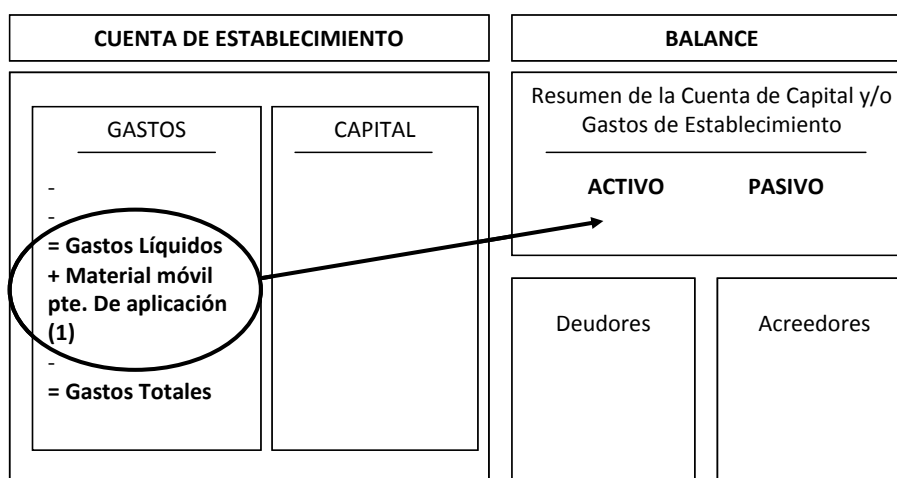 CUENTA DE ESTABLECIMIENTO
BALANCE
GASTOS
CAPITAL
-
-
= Gastos Líquidos
+ Material móvil
pte. De aplicación
(1)
-
= Gastos Totales
Resumen de la Cuenta de Capital y/o
Gastos de Establecimiento
ACTIVO PASIVO
Deudores
Acreedores